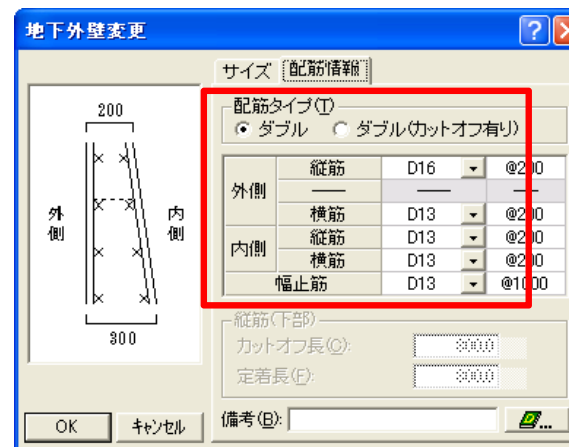 地下外壁変更
サイズ 配筋情報
200
外側
内側
300
配筋タイプ(T)
ダブル ダブル(カットオフ有り)
外側 縦筋 D16 @200
横筋 D13 @200
内側 縦筋 D13 @200
横筋 D13 @200
幅止筋 D13 @1000
縦筋(下部)
カットオフ長(C): 300.0
定着長(F): 300.0
備考(B):
OK キャンセル